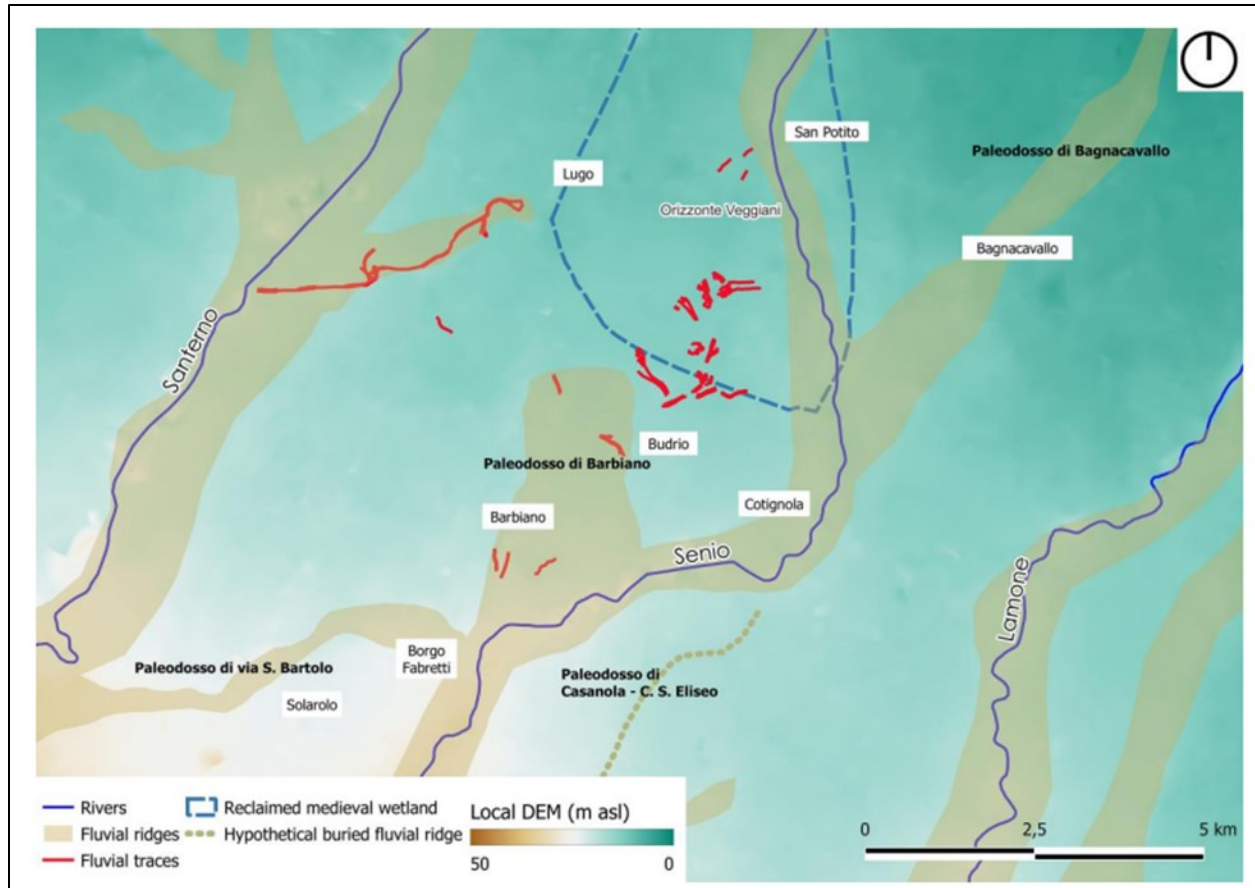 San Potito
Paleodosso di Bagnacavallo
Lugo
Orizzonte Veggiani
Bagnacavallo
Santerno
Budrio
Paleodosso di Barbiano
Cotignola
Barbiano
Senio
Lamone
Borgo
Fabretti
Paleodosso di via S. Bartolo
Paleodosso di
Casanola - C. S. Eliseo
Solarolo
Rivers
Fluvial ridges
Fluvial traces
Reclaimed medieval wetland
Hypothetical buried fluvial ridge
Local DEM (m asl)
50 0
0 2,5 5 km